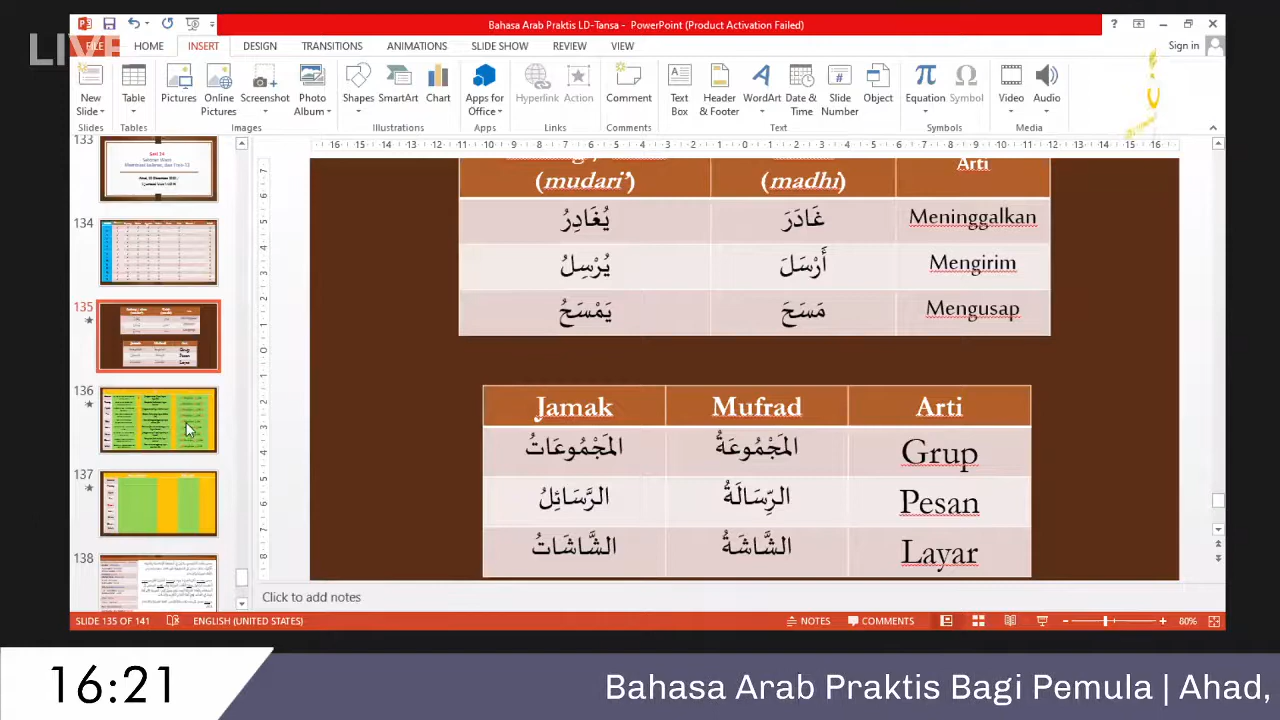 LIVE
Bahasa Arab Praktis LD-Tansa - PowerPoint (Product Activation Failed)
FILE HOME INSERT DESIGN TRANSITIONS ANIMATIONS SLIDE SHOW REVIEW VIEW Sign in
New Slide
Table
Pictures
Online Pictures
Screenshot
Photo Album
Shapes
SmartArt
Chart
Apps for Office
Hyperlink
Action
Comment
Text Box
Header & Footer
WordArt
Date & Time
Slide Number
Object
Equation
Symbol
Video
Audio
Slides Tables Images Illustrations Apps Links Comments Text Symbols Media
133
134
135
136
137
138
(mudari') (madhi) Arti
يُغَادِرُ غَادَرَ Meninggalkan
يُرْسِلُ أَرْسَلَ Mengirim
يَمْسَحُ مسح Mengusap
Jamak Mufrad Arti
المَجْمُوعَاتُ المَجْمُوعَةُ Grup
الرَّسَائِلُ الرِّسَالَةُ Pesan
الشَّاشَاتُ الشَّاشَةُ Layar
Click to add notes
SLIDE 135 OF 141 ENGLISH (UNITED STATES) NOTES COMMENTS 80%
16:21
Bahasa Arab Praktis Bagi Pemula | Ahad,